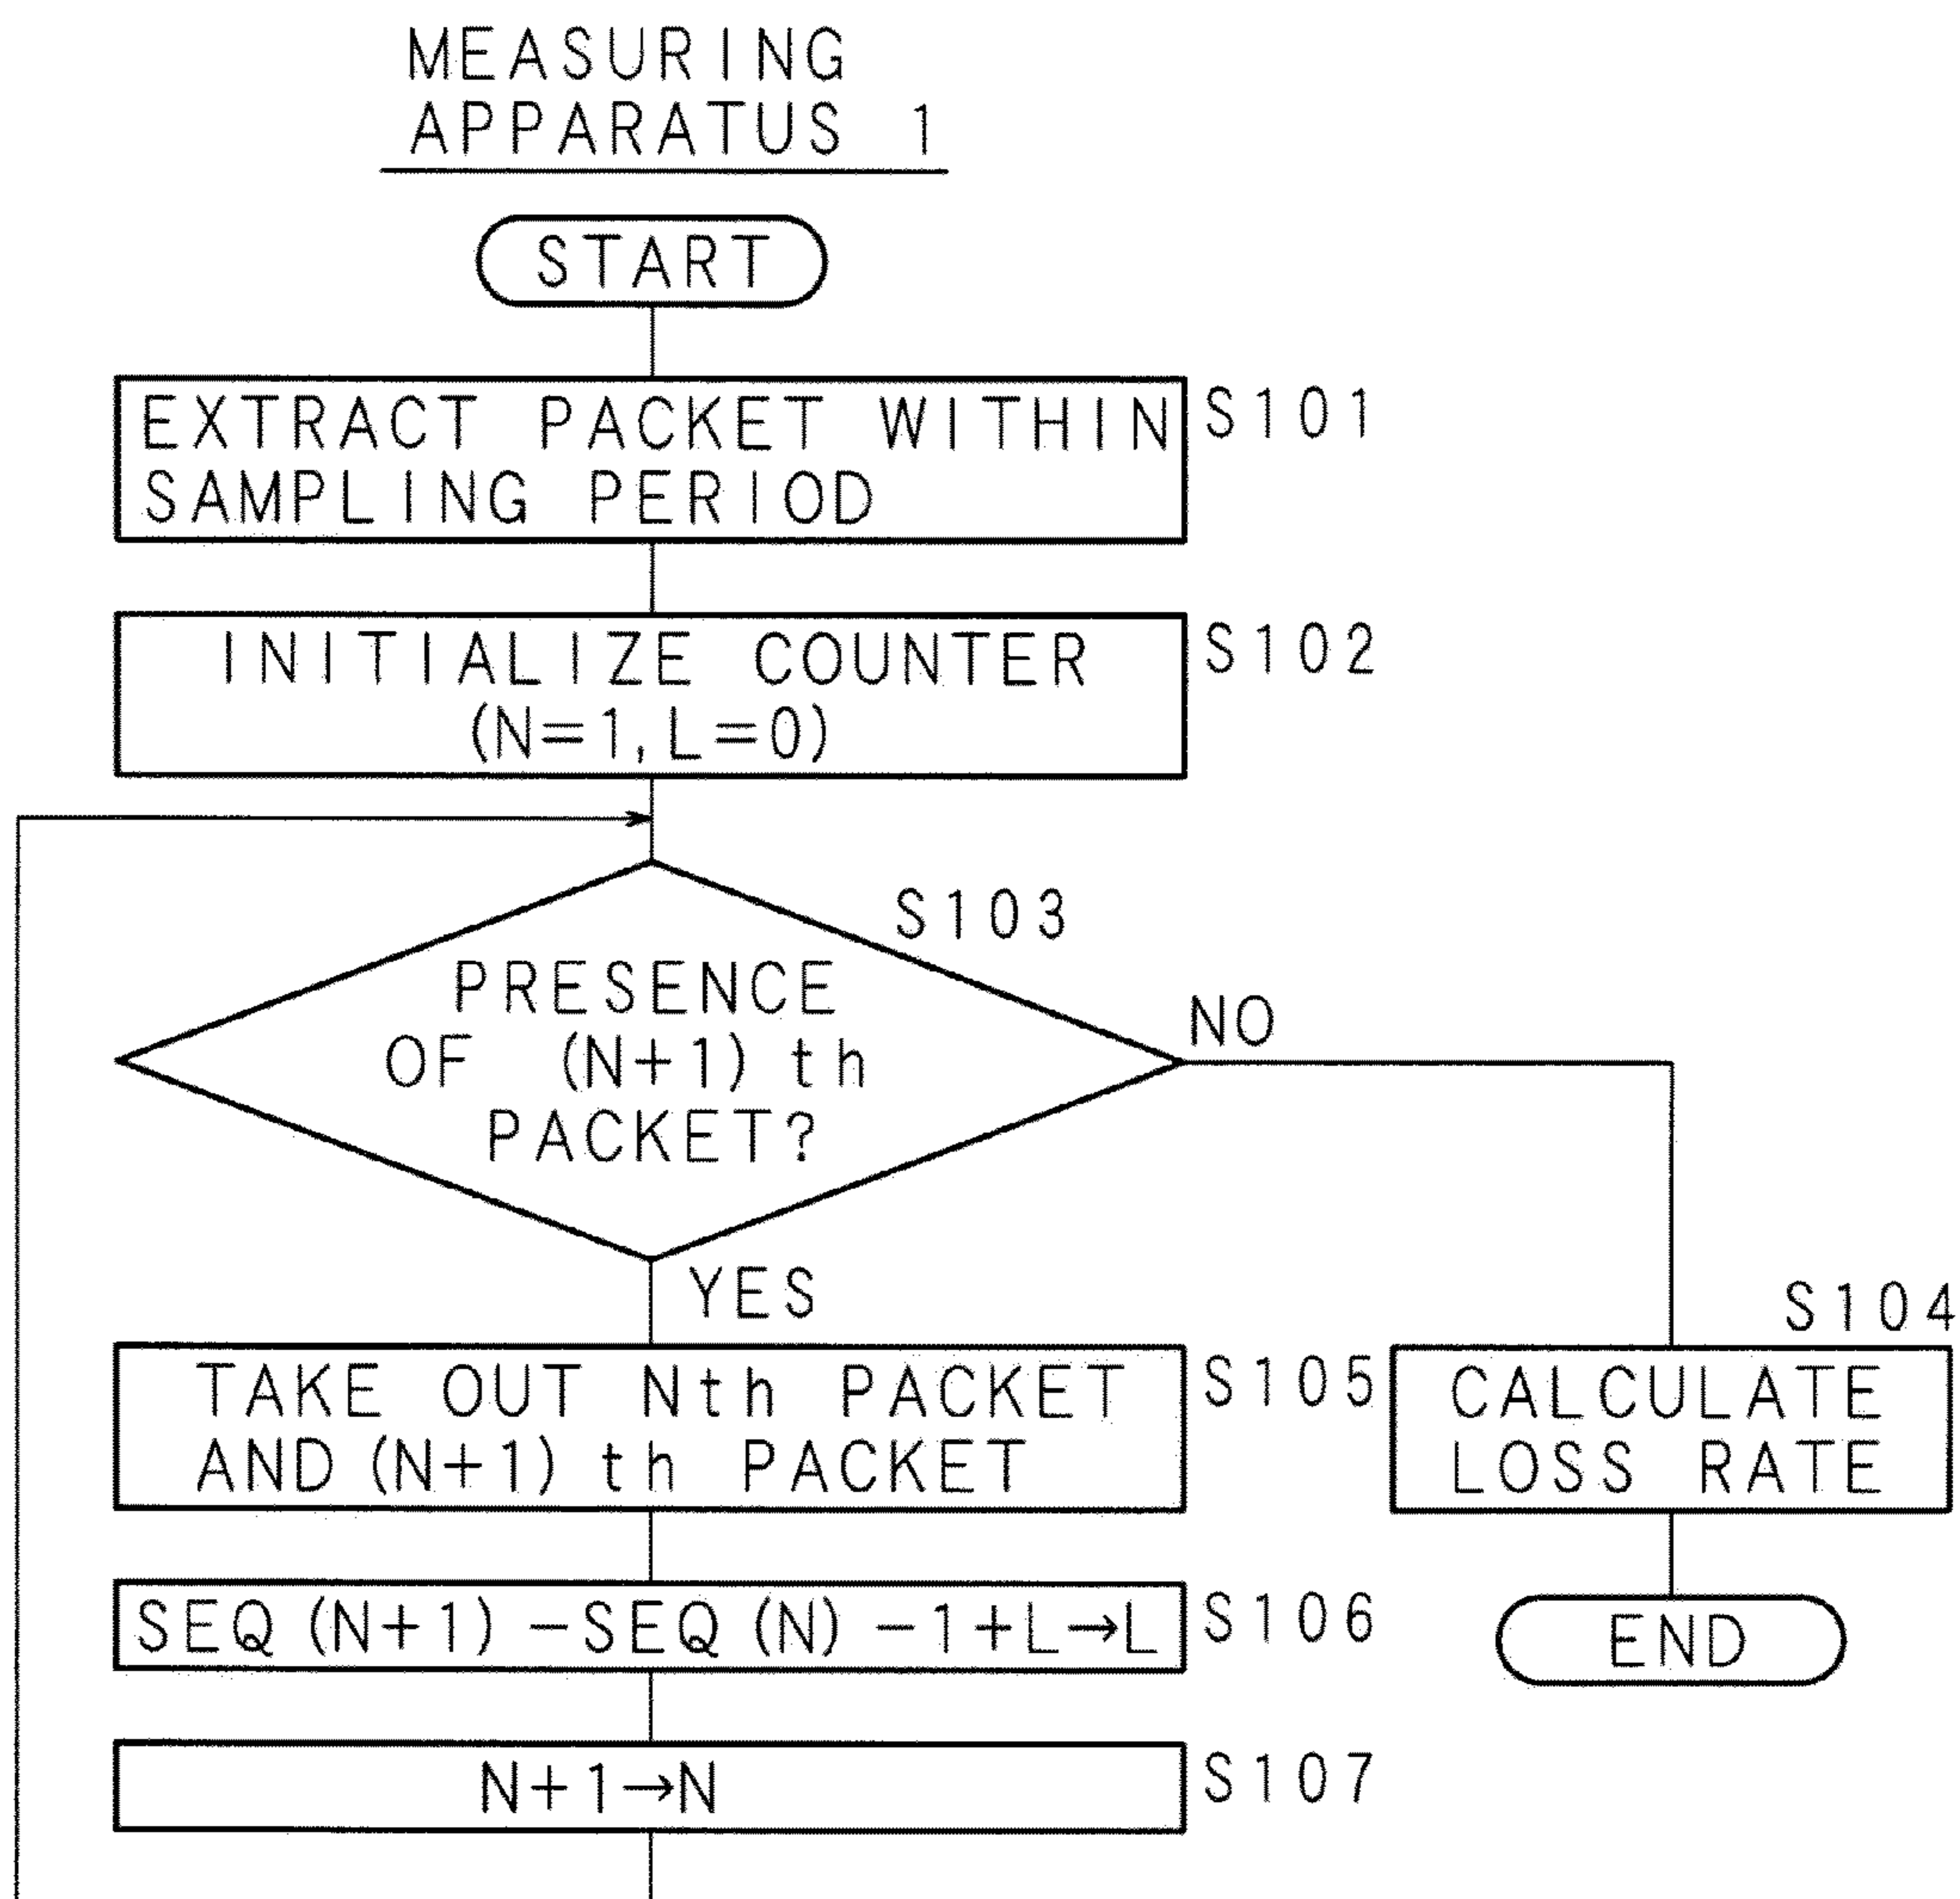 MEASURING
APPARATUS 1
START
EXTRACT PACKET WITHIN
SAMPLING PERIOD
S101
INITIALIZE COUNTER
(N=1, L=0)
S102
S103
PRESENCE
OF (N+1) th
PACKET?
NO
YES
S104
TAKE OUT Nth PACKET
AND (N+1) th PACKET
S105
CALCULATE
LOSS RATE
SEQ (N+1) -SEQ (N) -1+L→L
S106
END
N+1→N
S107